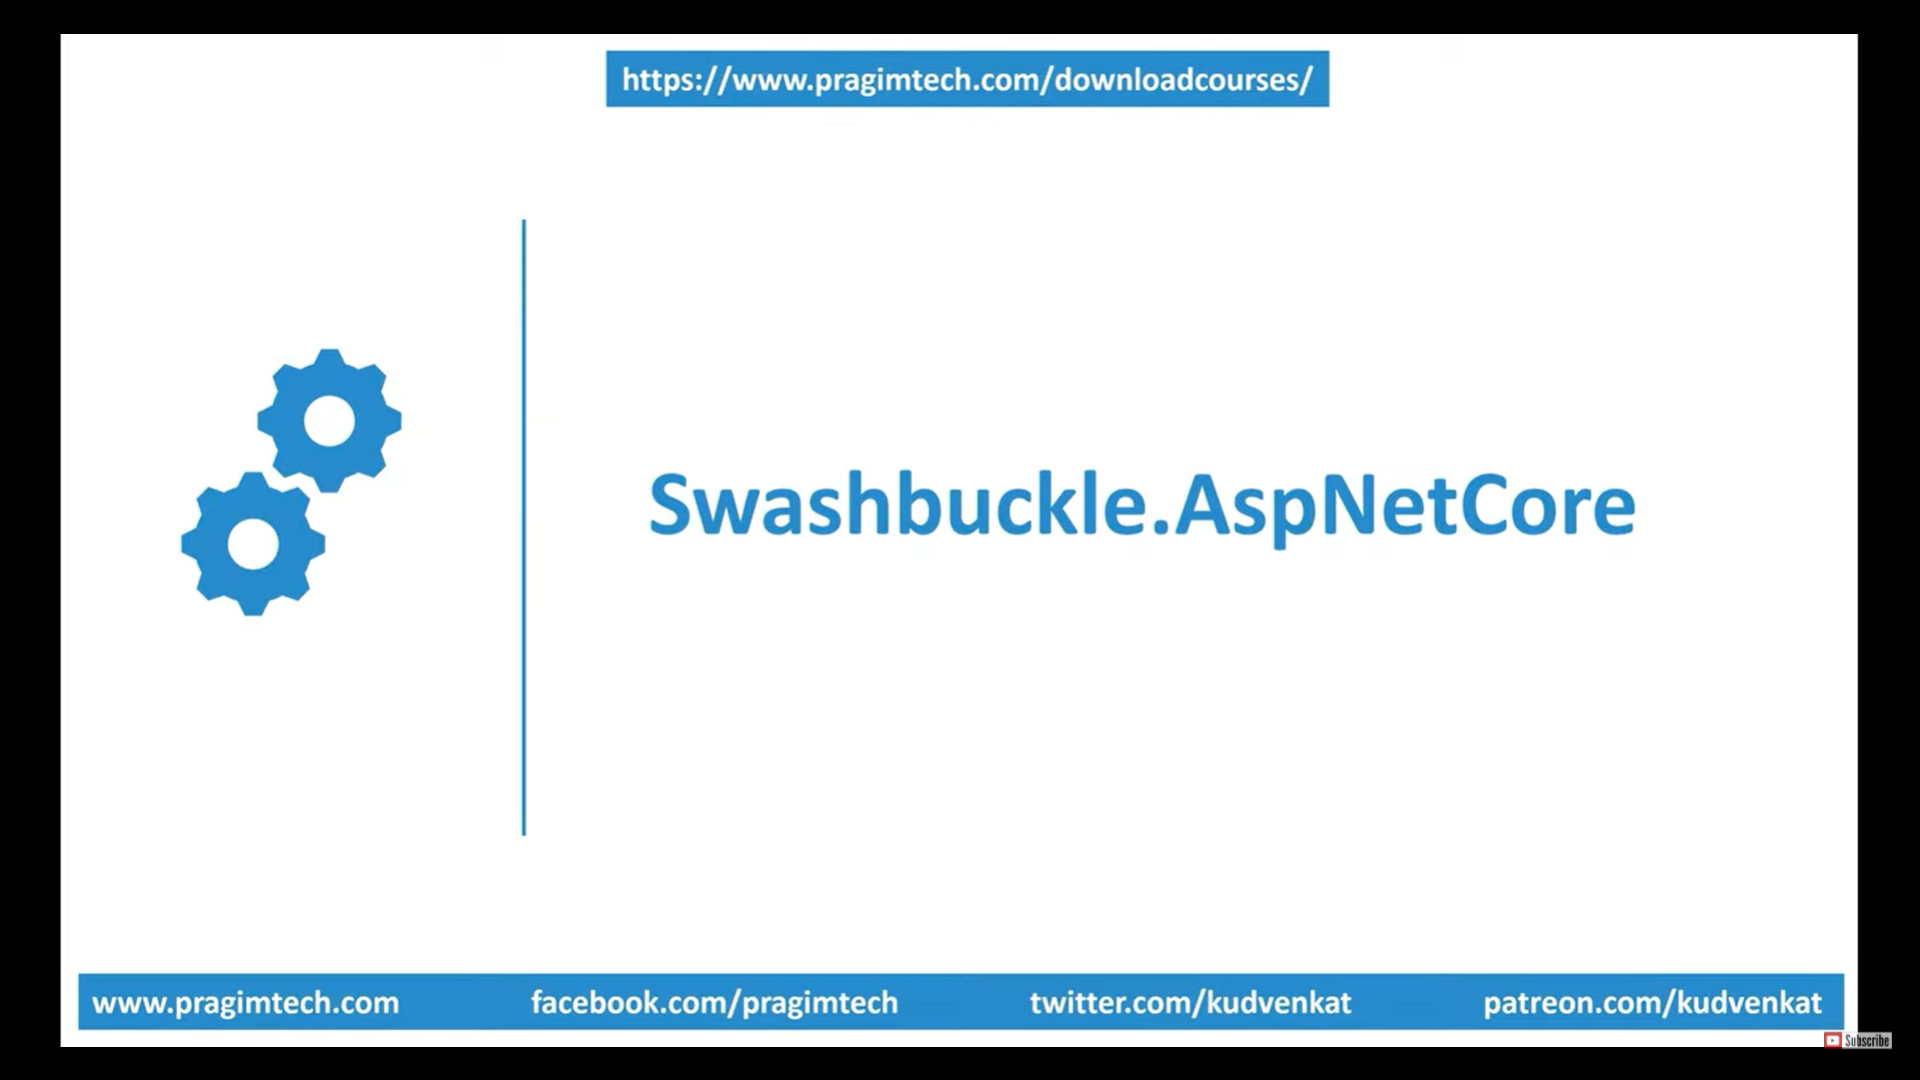 https://www.pragimtech.com/downloadcourses/
Swashbuckle.AspNetCore
www.pragimtech.com facebook.com/pragimtech twitter.com/kudvenkat patreon.com/kudvenkat
Subscribe